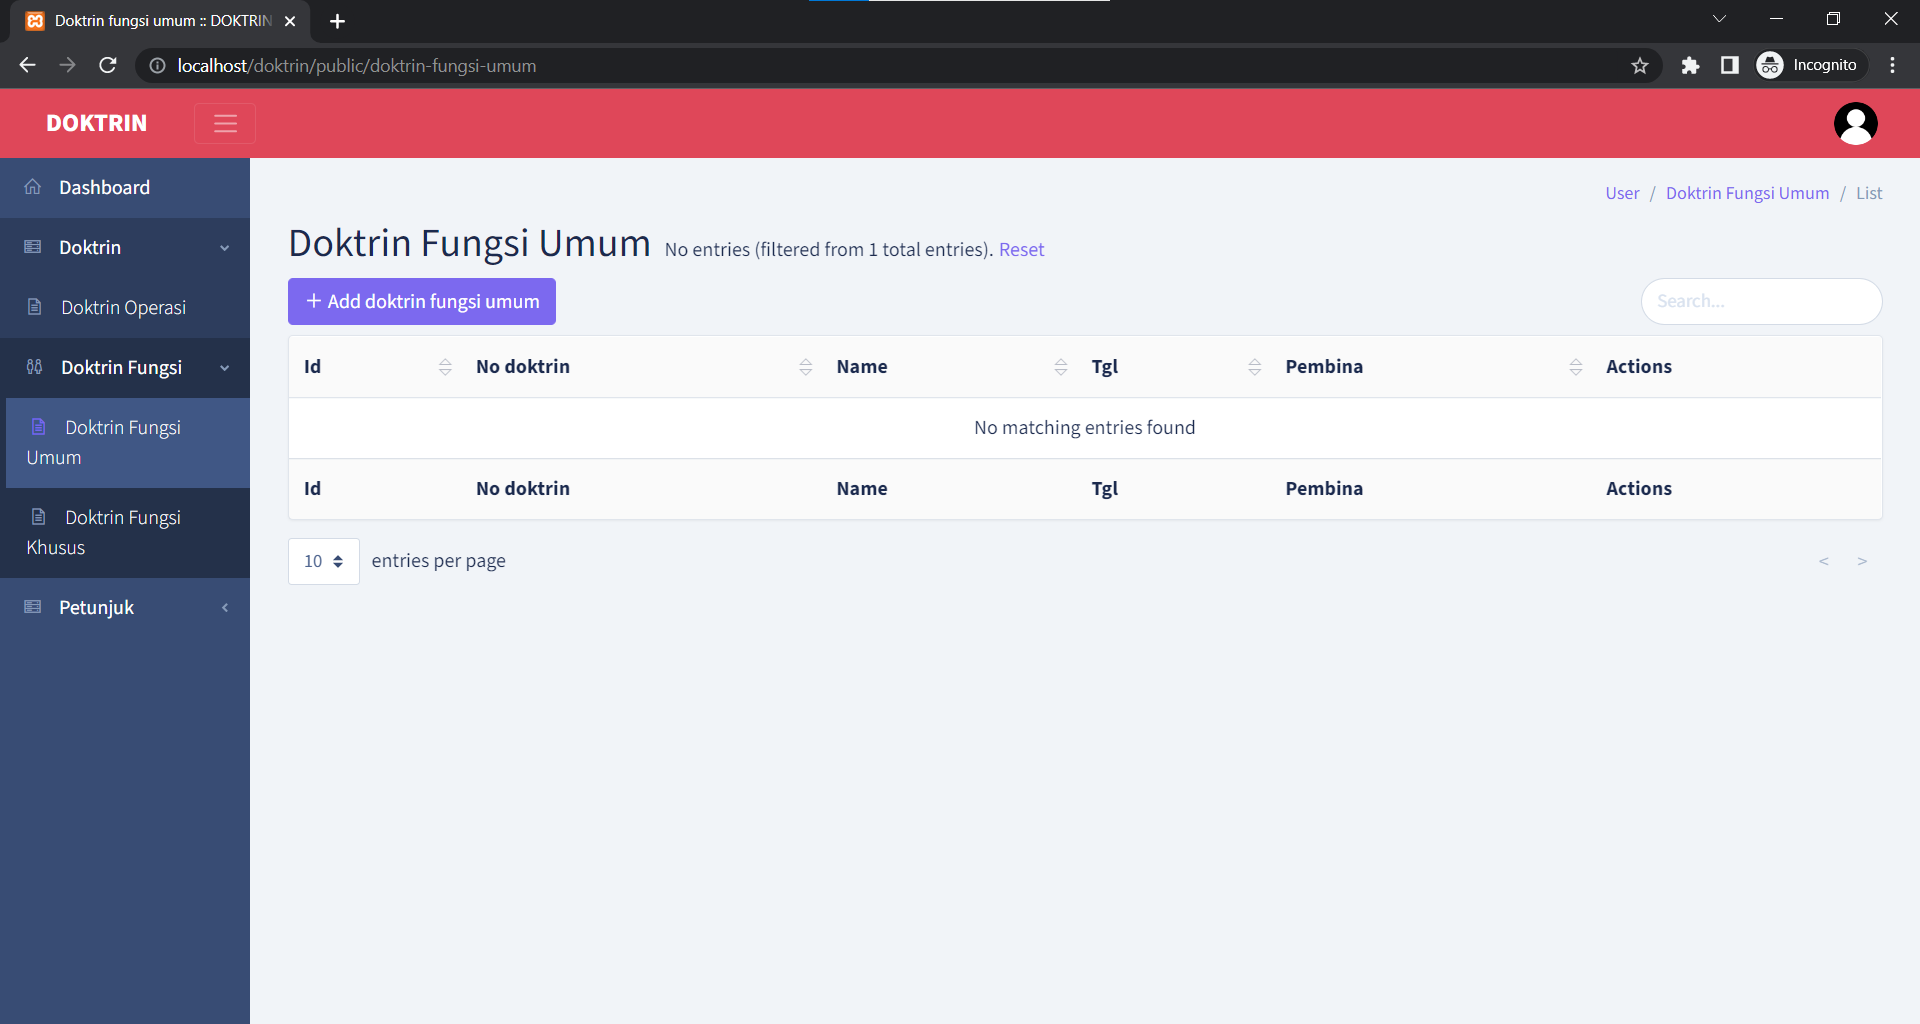 Doktrin fungsi umum :: DOKTRIN
localhost/doktrin/public/doktrin-fungsi-umum
Incognito
DOKTRIN
Dashboard
Doktrin
Doktrin Operasi
Doktrin Fungsi
Doktrin Fungsi
Umum
Doktrin Fungsi
Khusus
Petunjuk
User / Doktrin Fungsi Umum / List
Doktrin Fungsi Umum No entries (filtered from 1 total entries). Reset
+ Add doktrin fungsi umum
Search...
Id No doktrin Name Tgl Pembina Actions
No matching entries found
Id No doktrin Name Tgl Pembina Actions
10 entries per page
< >